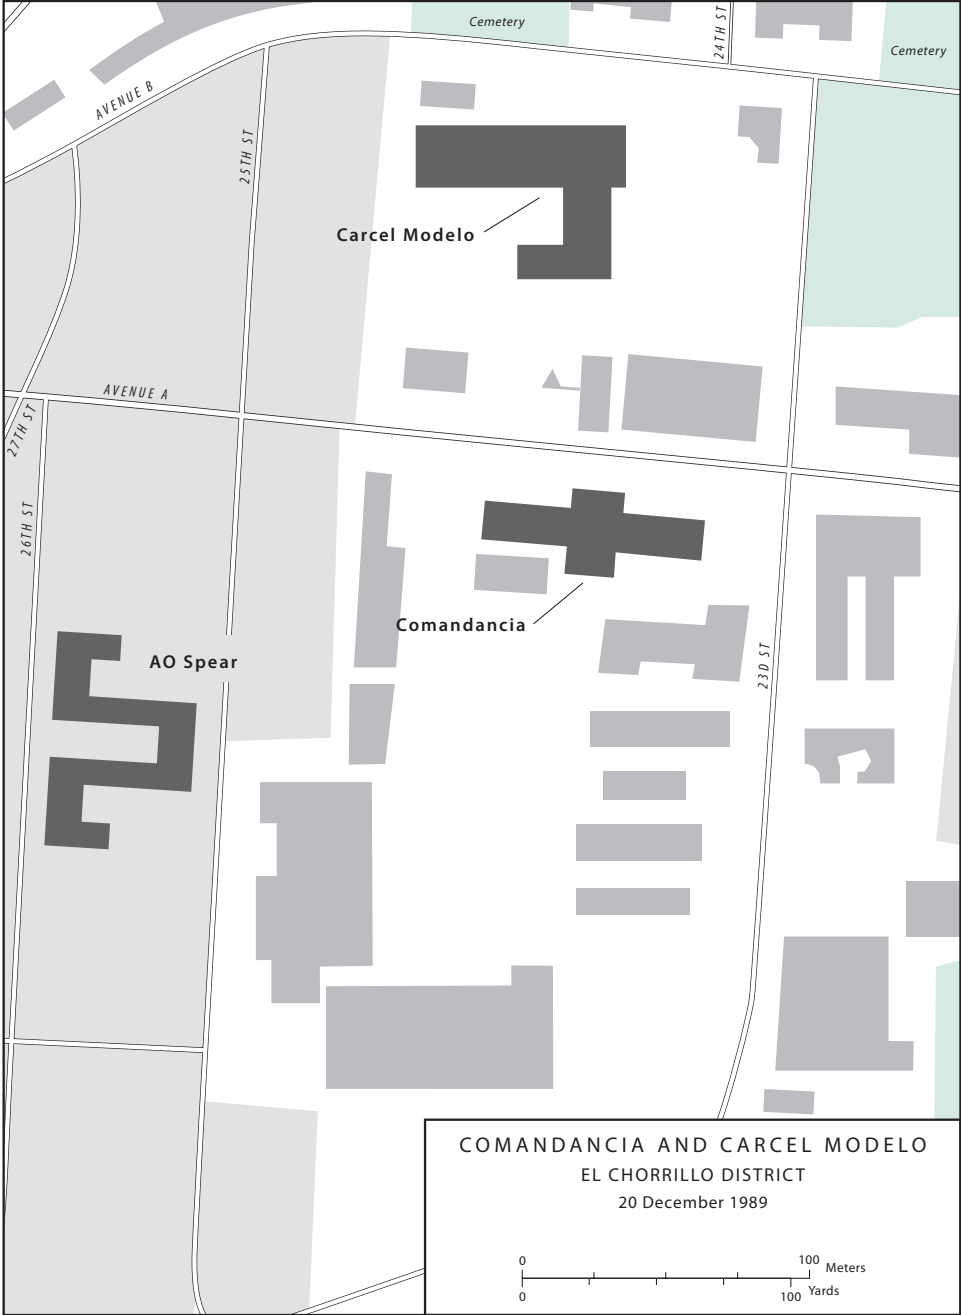 Cemetery
24TH ST
Cemetery
AVENUE B
25TH ST
Carcel Modelo
AVENUE A
27TH ST
26TH ST
Comandancia
AO Spear
23D ST
COMANDANCIA AND CARCEL MODELO
EL CHORRILLO DISTRICT
20 December 1989
0 100 Meters
0 100 Yards